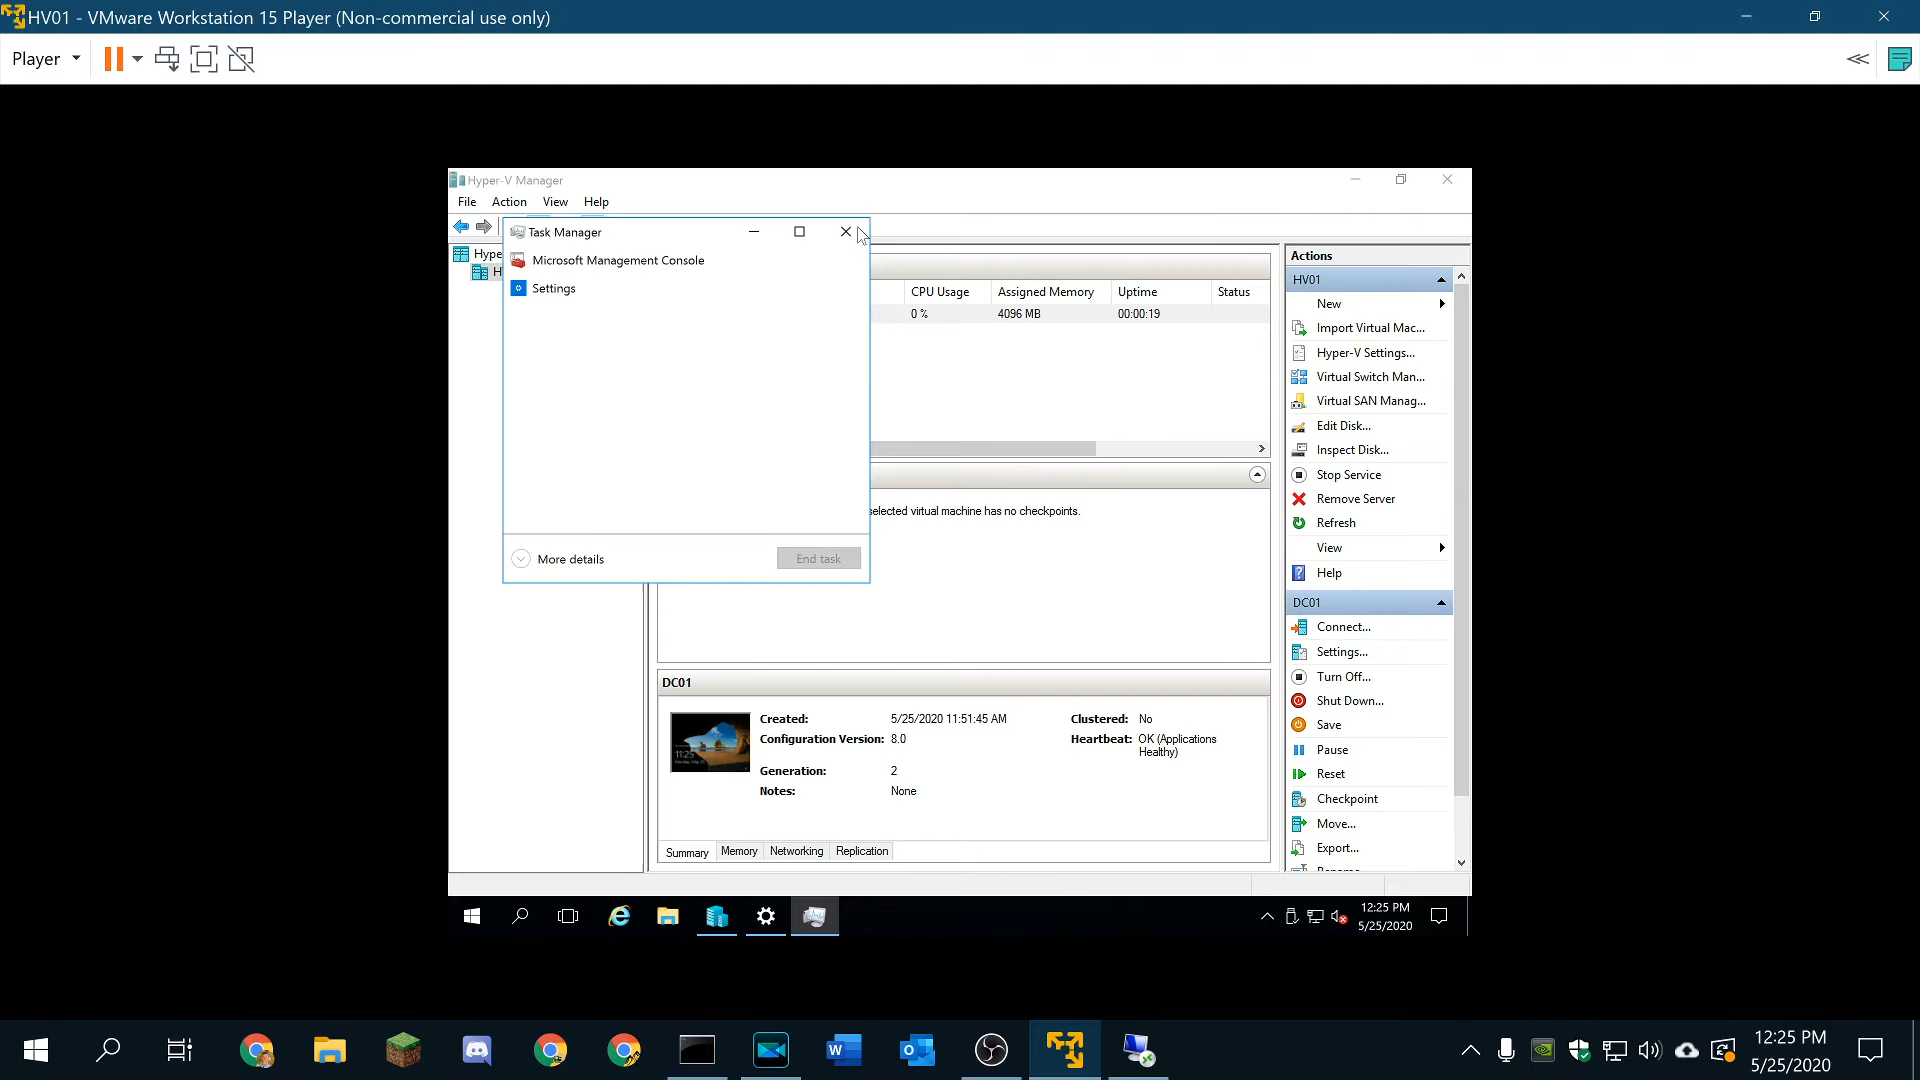 HV01 - VMware Workstation 15 Player (Non-commercial use only)
Player
Hyper-V Manager
File Action View Help
Task Manager
Microsoft Management Console
Settings
More details
End task
Hype
H
CPU Usage Assigned Memory Uptime Status
0 % 4096 MB 00:00:19
selected virtual machine has no checkpoints.
DC01
Created: 5/25/2020 11:51:45 AM
Configuration Version: 8.0
Generation: 2
Notes: None
Clustered: No
Heartbeat: OK (Applications
Healthy)
Summary Memory Networking Replication
Actions
HV01
New
Import Virtual Mac...
Hyper-V Settings...
Virtual Switch Man...
Virtual SAN Manag...
Edit Disk...
Inspect Disk...
Stop Service
Remove Server
Refresh
View
Help
DC01
Connect...
Settings...
Turn Off...
Shut Down...
Save
Pause
Reset
Checkpoint
Move...
Export...
12:25 PM
5/25/2020
12:25 PM
5/25/2020